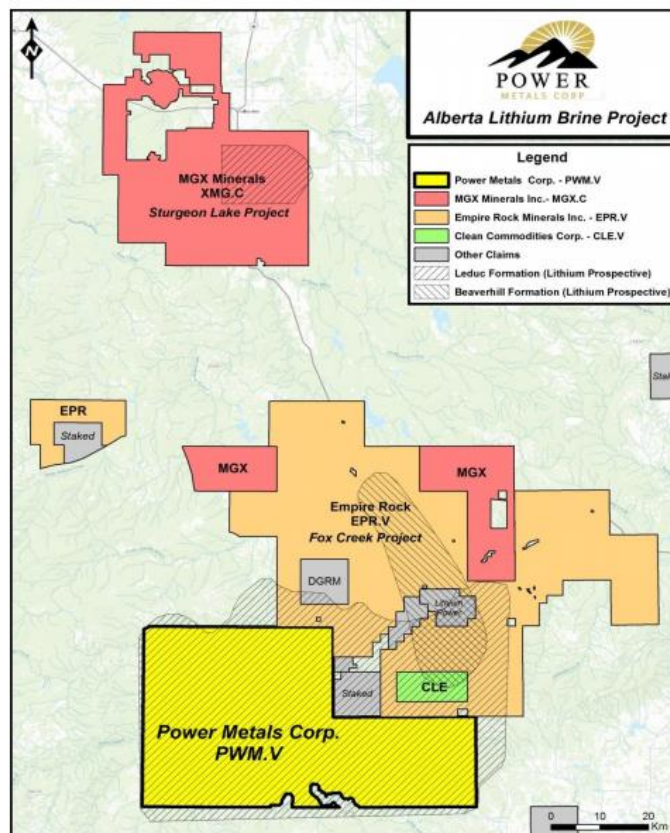 N
POWER
METALS CORP.
Alberta Lithium Brine Project
Legend
Power Metals Corp. - PWM.V
MGX Minerals Inc.- MGX.C
Empire Rock Minerals Inc. - EPR.V
Clean Commodities Corp. - CLE.V
Other Claims
Leduc Formation (Lithium Prospective)
Beaverhill Formation (Lithium Prospective)
MGX Minerals
XMG.C
Sturgeon Lake Project
Stak
EPR
Staked
MGX
MGX
Empire Rock
EPR.V
Fox Creek Project
DGRM
Lithium
Power
Staked
CLE
Power Metals Corp.
PWM.V
0 10 20
Km